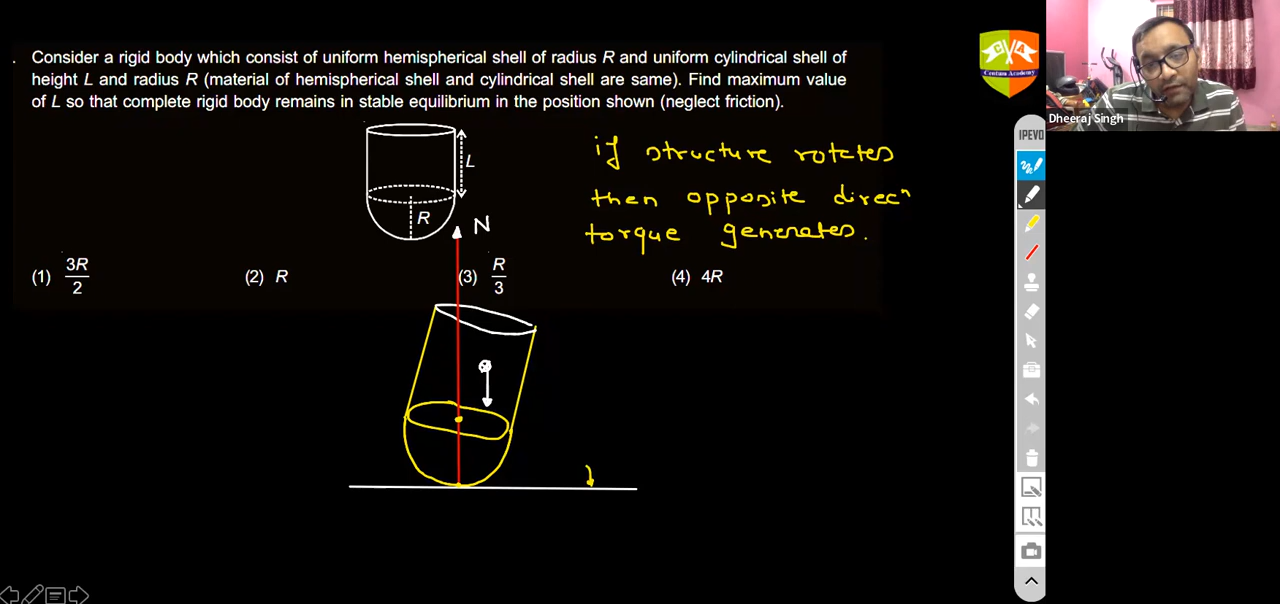 . Consider a rigid body which consist of uniform hemispherical shell of radius R and uniform cylindrical shell of
height L and radius R (material of hemispherical shell and cylindrical shell are same). Find maximum value
of L so that complete rigid body remains in stable equilibrium in the position shown (neglect friction).
L
R
N
if structure rotates
then opposite direcⁿ
torque generates.
(1) 3R/2
(2) R
(3) R/3
(4) 4R
Centum Academy
Dheeraj Singh
IPEVO